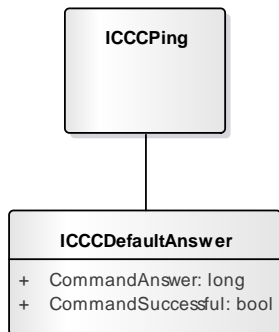 ICCCPing
ICCCDefaultAnswer
+ CommandAnswer: long
+ CommandSuccessful: bool